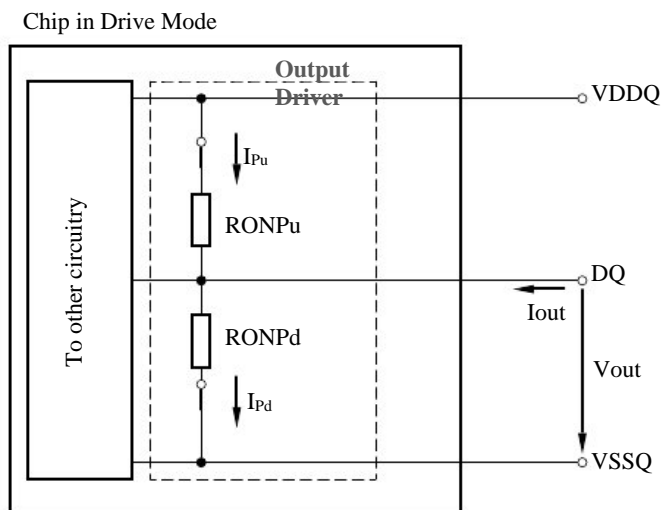 Chip in Drive Mode
Output
Driver
VDDQ
IPu
RONPu
To other circuitry
DQ
Iout
RONPd
Vout
IPd
VSSQ